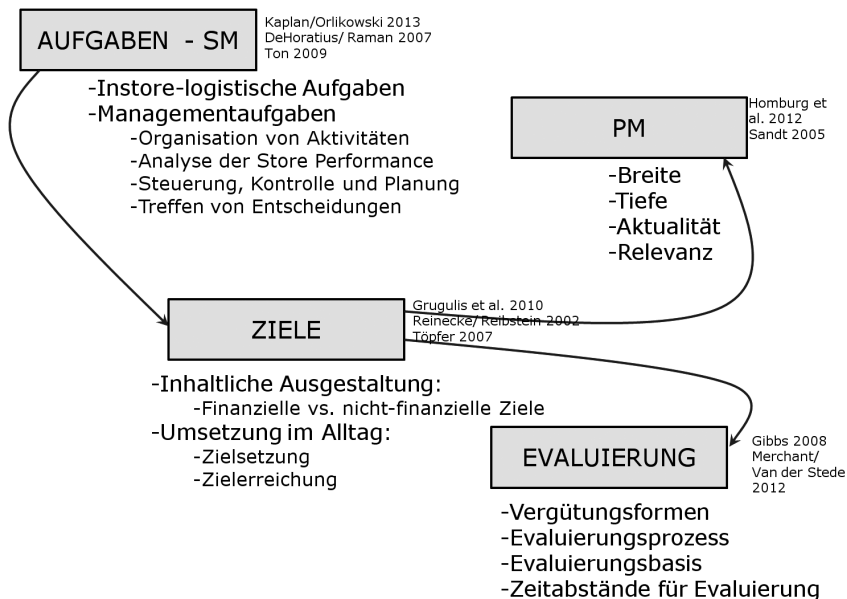 AUFGABEN - SM
Kaplan/Orlikowski 2013
DeHoratius/ Raman 2007
Ton 2009
-Instore-logistische Aufgaben
-Managementaufgaben
-Organisation von Aktivitäten
-Analyse der Store Performance
-Steuerung, Kontrolle und Planung
-Treffen von Entscheidungen
PM
Homburg et
al. 2012
Sandt 2005
-Breite
-Tiefe
-Aktualität
-Relevanz
ZIELE
Grugulis et al. 2010
Reinecke/ Reibstein 2002
Töpfer 2007
-Inhaltliche Ausgestaltung:
-Finanzielle vs. nicht-finanzielle Ziele
-Umsetzung im Alltag:
-Zielsetzung
-Zielerreichung
EVALUIERUNG
Gibbs 2008
Merchant/
Van der Stede
2012
-Vergütungsformen
-Evaluierungsprozess
-Evaluierungsbasis
-Zeitabstände für Evaluierung